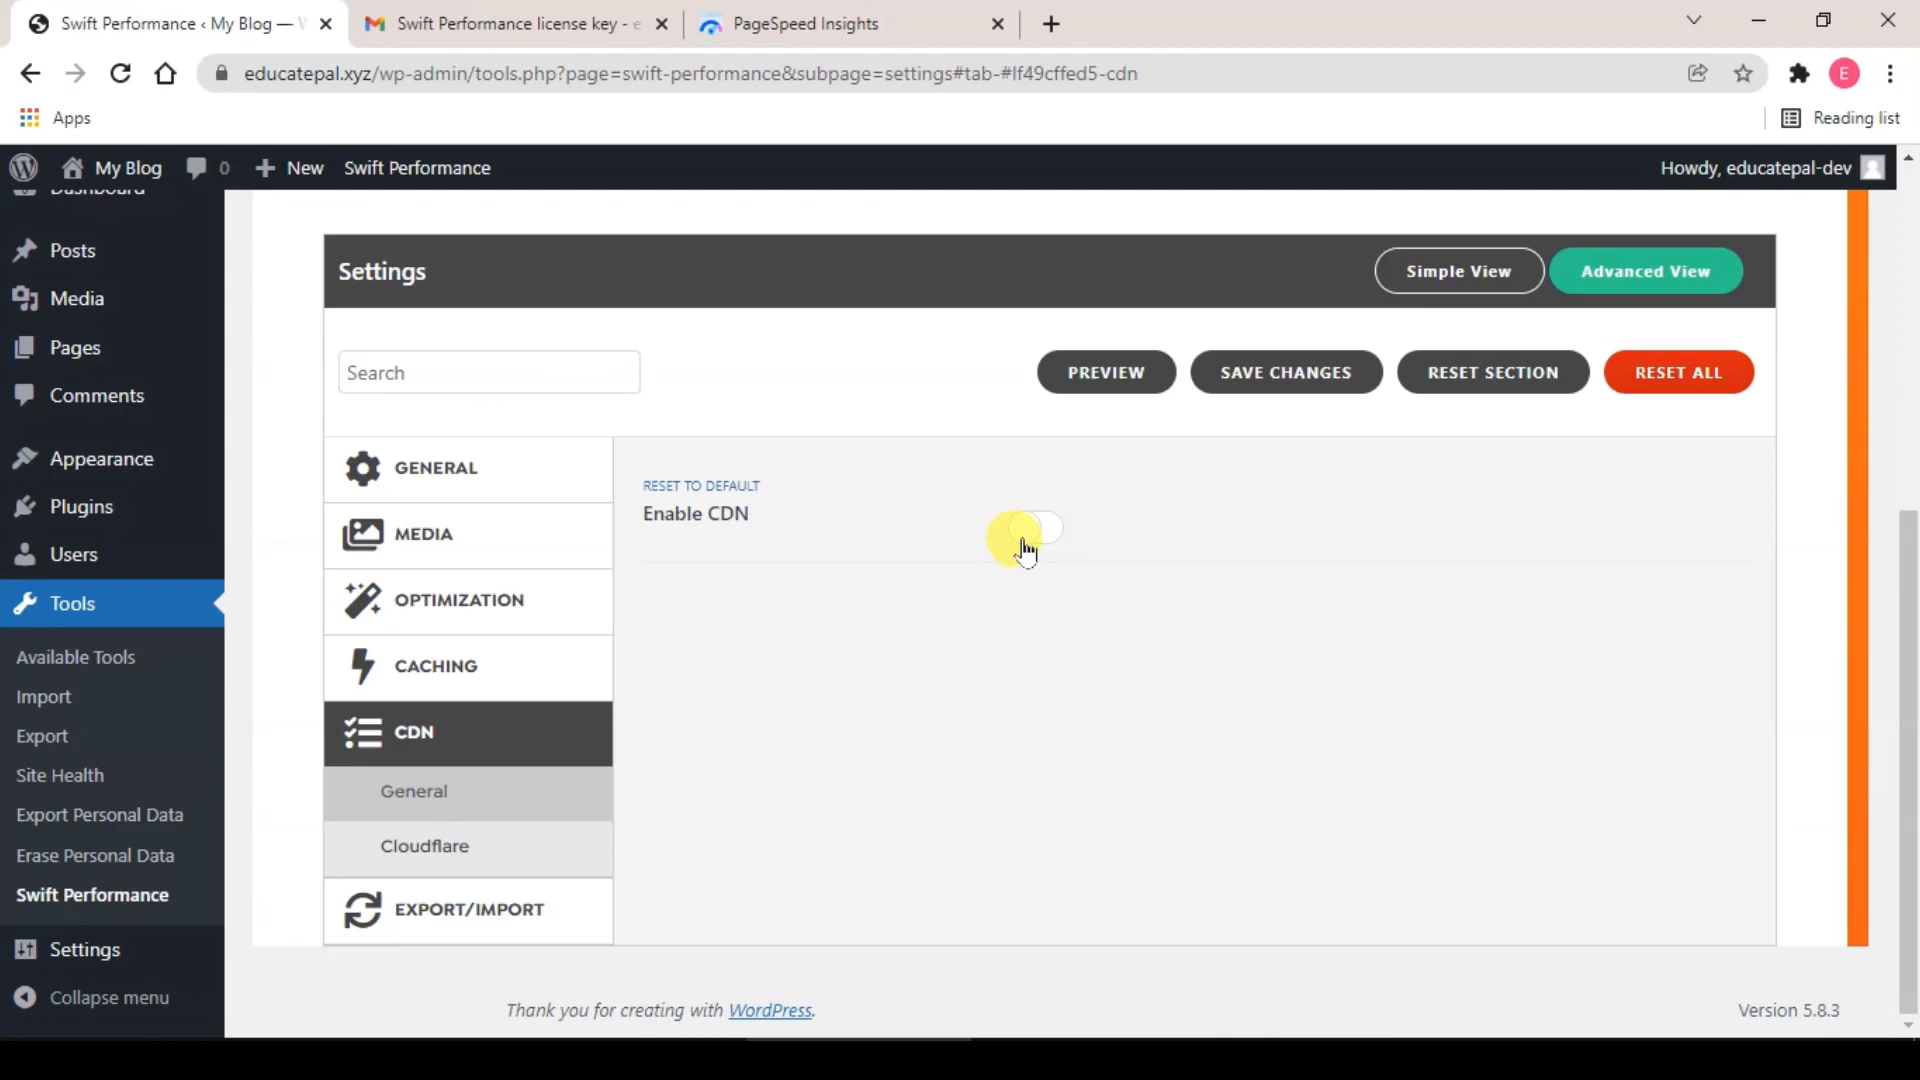 Swift Performance ‹ My Blog — W
Swift Performance license key - e
PageSpeed Insights
educatepal.xyz/wp-admin/tools.php?page=swift-performance&subpage=settings#tab-#lf49cffed5-cdn
E
Apps
Reading list
My Blog
0
New
Swift Performance
Howdy, educatepal-dev
Dashboard
Posts
Media
Pages
Comments
Appearance
Plugins
Users
Tools
Available Tools
Import
Export
Site Health
Export Personal Data
Erase Personal Data
Swift Performance
Settings
Collapse menu
Settings
Simple View
Advanced View
Search
PREVIEW
SAVE CHANGES
RESET SECTION
RESET ALL
GENERAL
MEDIA
OPTIMIZATION
CACHING
CDN
General
Cloudflare
EXPORT/IMPORT
RESET TO DEFAULT
Enable CDN
Thank you for creating with WordPress.
Version 5.8.3